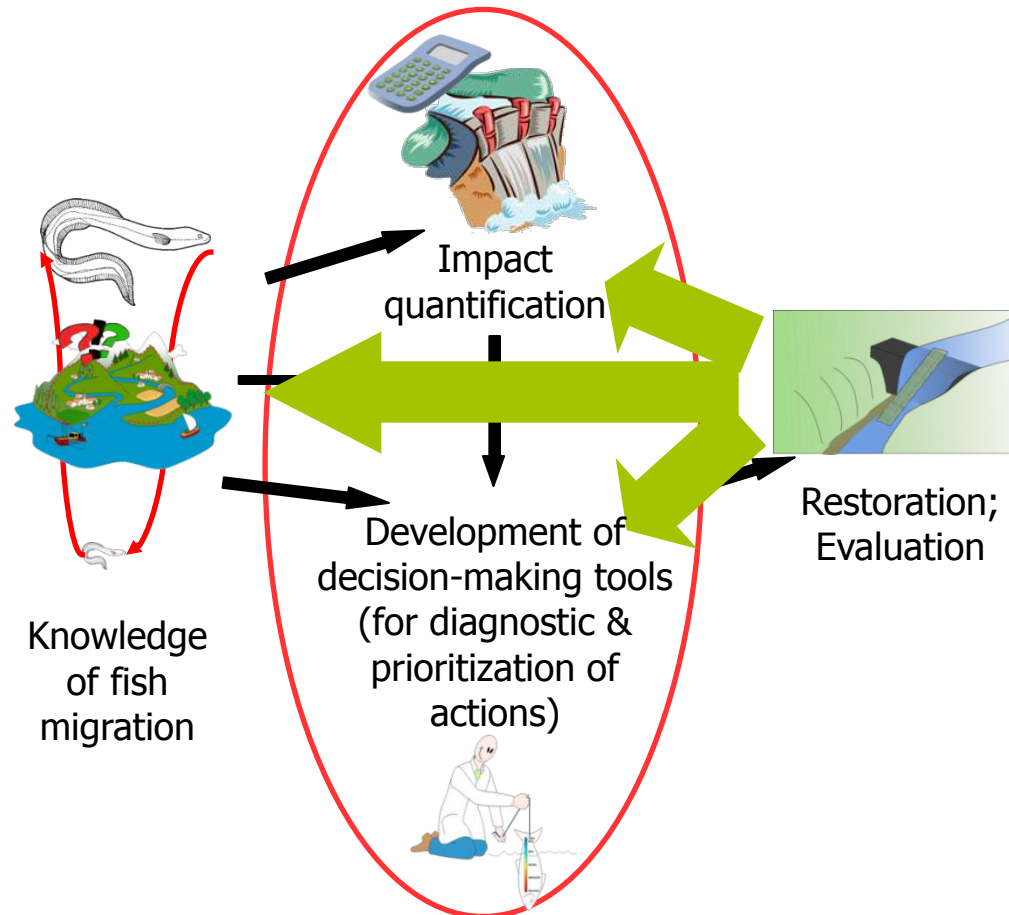 Impact
quantification
Restoration;
Evaluation
Development of
decision-making tools
(for diagnostic &
prioritization of
actions)
Knowledge
of fish
migration